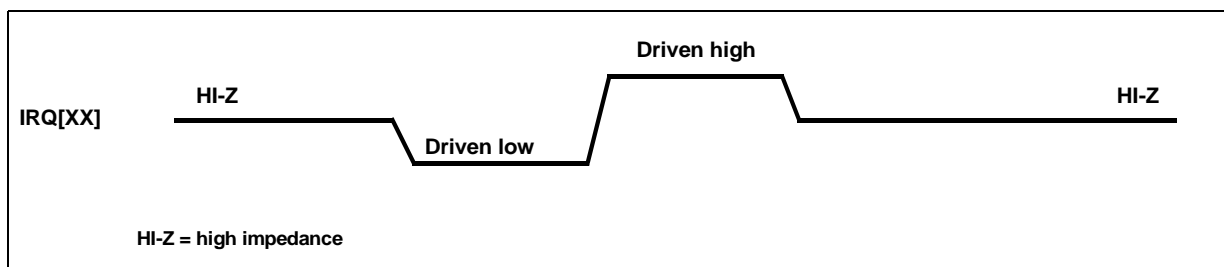 Driven high
HI-Z
HI-Z
IRQ[XX]
Driven low
HI-Z = high impedance